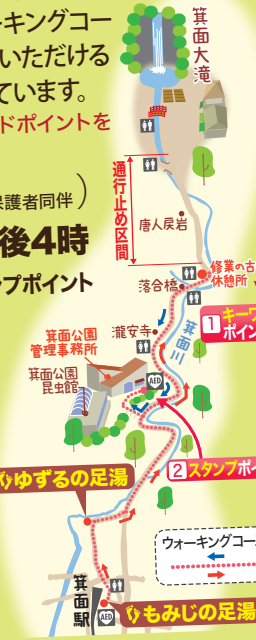 ーキングコー
いただける
ています。
ドポイントを
保護者同伴）
後4時
ンプポイント
箕面大滝
通行止め区間
唐人戻岩
修業の古
休憩所
落合橋
1 キーワ
ポイン
瀧安寺
箕面川
箕面公園
管理事務所
箕面公園
昆虫館
AED
2 スタンプポイ
ゆずるの足湯
ウォーキングコー
箕面駅
AED
もみじの足湯